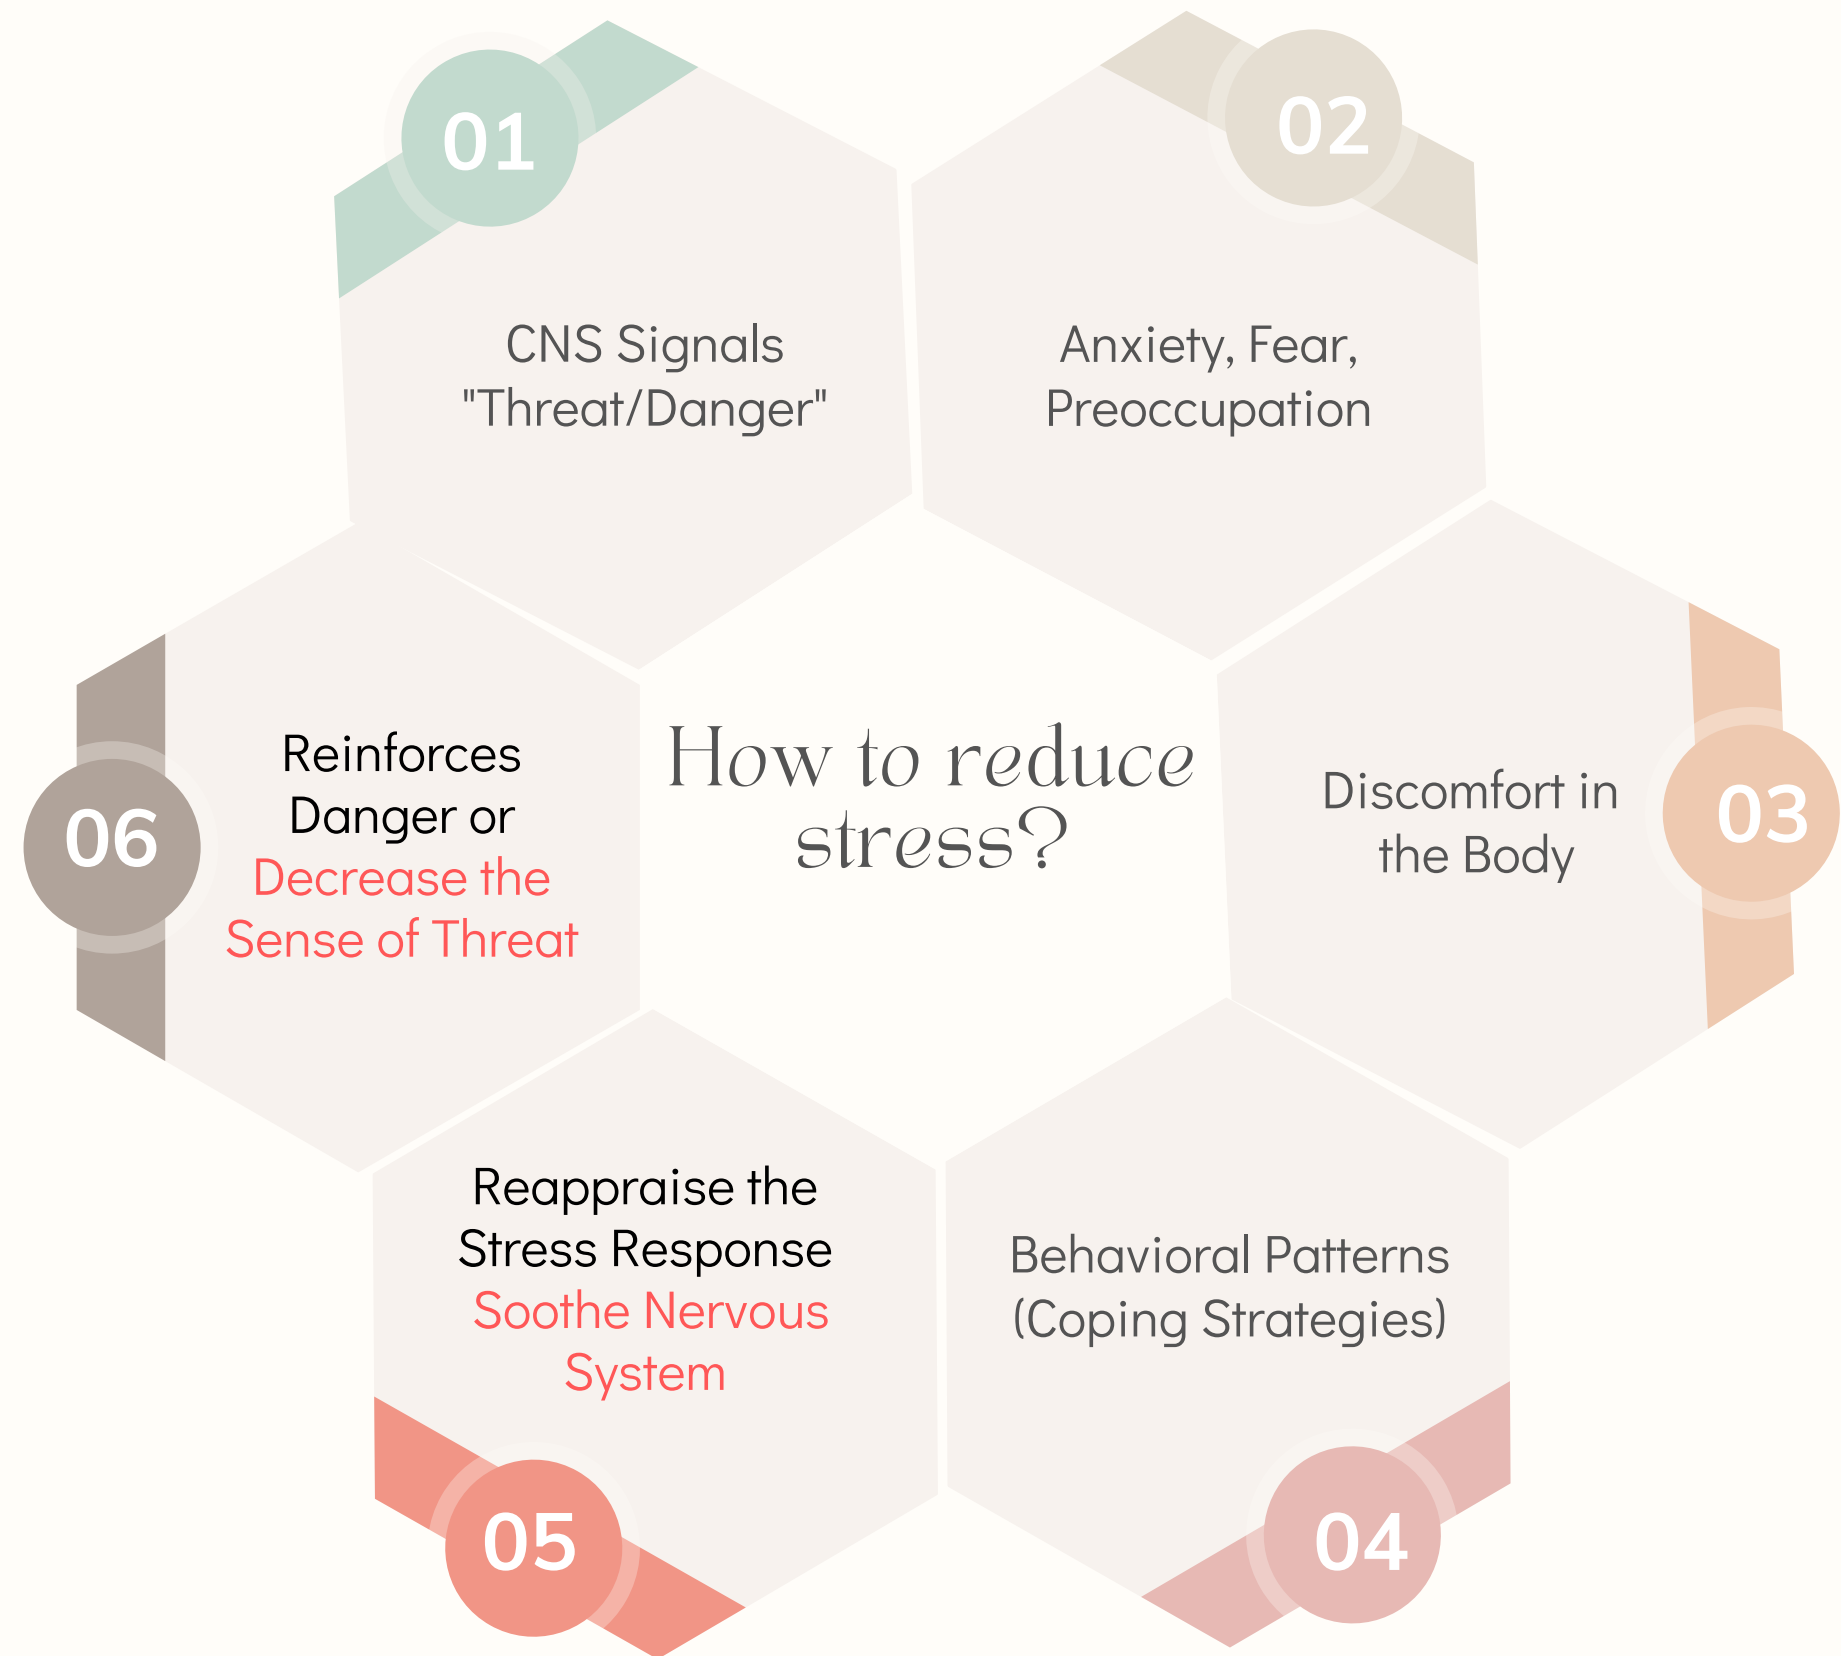 01
CNS Signals
"Threat/Danger"
02
Anxiety, Fear,
Preoccupation
03
Discomfort in
the Body
04
Behavioral Patterns
(Coping Strategies)
05
Reappraise the
Stress Response
Soothe Nervous
System
06
Reinforces
Danger or
Decrease the
Sense of Threat
How to reduce
stress?